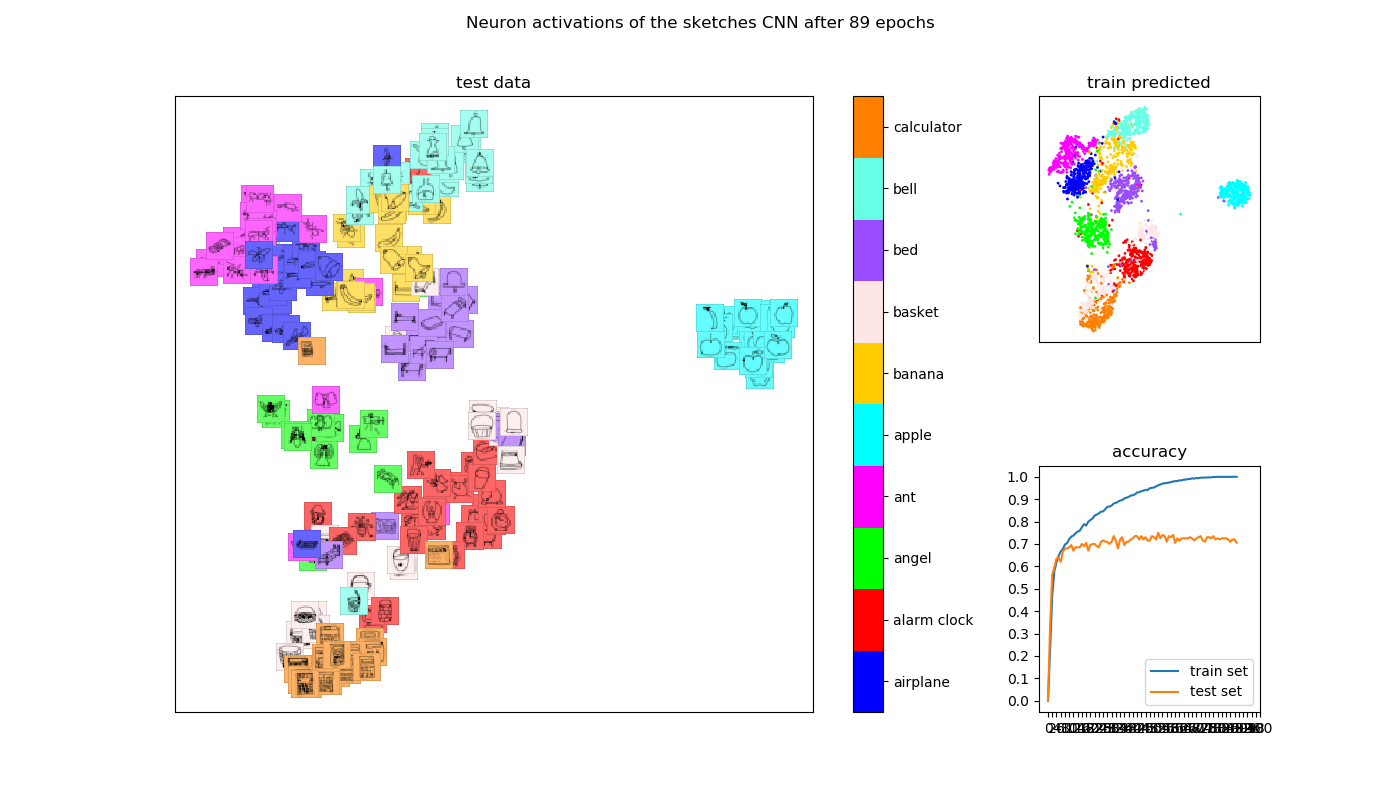 Neuron activations of the sketches CNN after 89 epochs
test data
calculator
bell
bed
basket
banana
apple
ant
angel
alarm clock
airplane
train predicted
accuracy
1.0
0.9
0.8
0.7
0.6
0.5
0.4
0.3
0.2
0.1
0.0
train set
test set